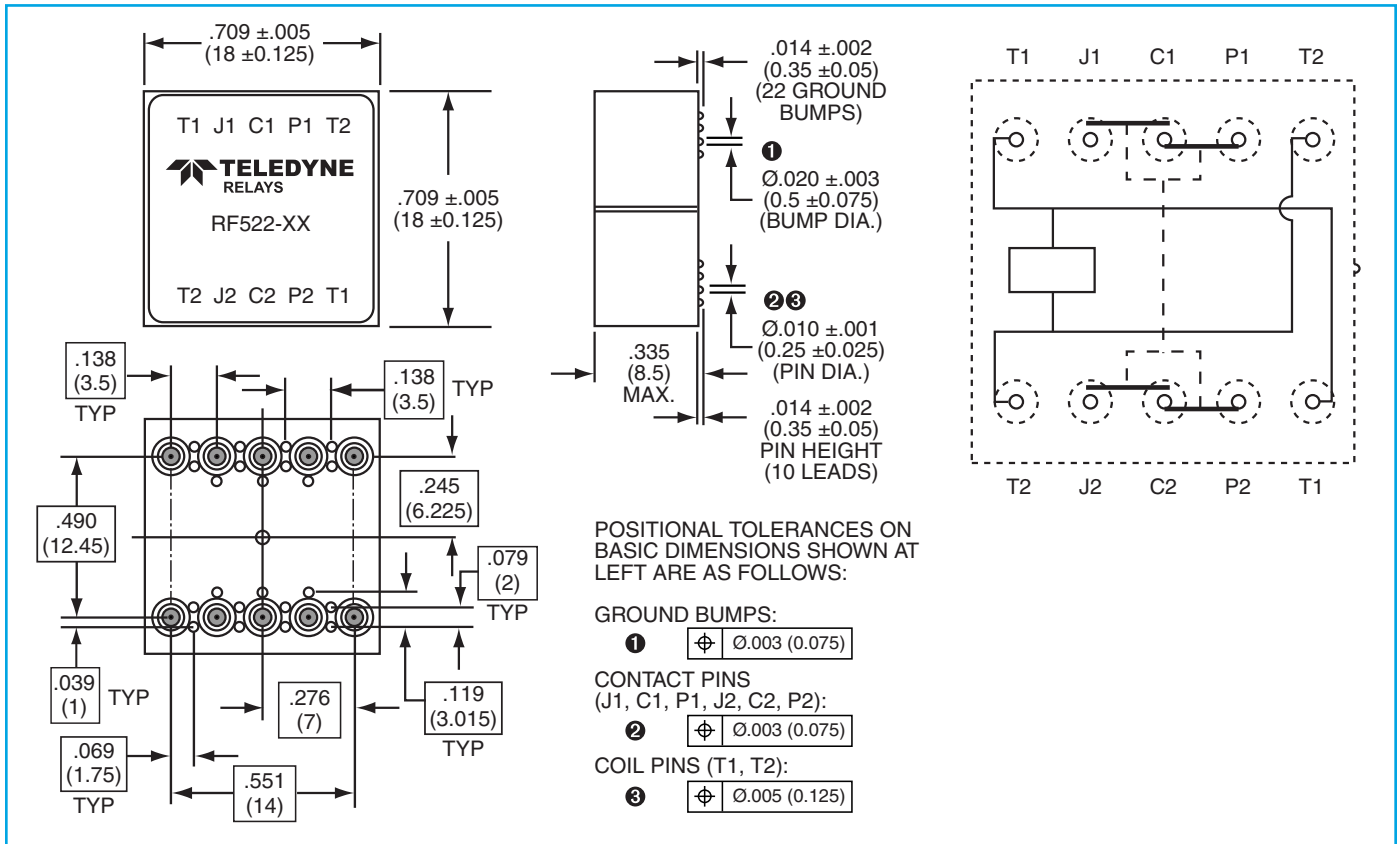 .709 ±.005
(18 ±0.125)
T1 J1 C1 P1 T2
TELEDYNE
RELAYS
RF522-XX
T2 J2 C2 P2 T1
.709 ±.005
(18 ±0.125)
.014 ±.002
(0.35 ±0.05)
(22 GROUND
BUMPS)
❶
Ø.020 ±.003
(0.5 ±0.075)
(BUMP DIA.)
❷❸
Ø.010 ±.001
(0.25 ±0.025)
(PIN DIA.)
.335
(8.5)
MAX.
.014 ±.002
(0.35 ±0.05)
PIN HEIGHT
(10 LEADS)
T1 J1 C1 P1 T2
T2 J2 C2 P2 T1
.138
(3.5)
TYP
.138
(3.5)
TYP
.490
(12.45)
.245
(6.225)
.079
(2)
TYP
.039
(1)
TYP
.276
(7)
.119
(3.015)
TYP
.069
(1.75)
TYP
.551
(14)
POSITIONAL TOLERANCES ON
BASIC DIMENSIONS SHOWN AT
LEFT ARE AS FOLLOWS:
GROUND BUMPS:
❶ ⌖ Ø.003 (0.075)
CONTACT PINS
(J1, C1, P1, J2, C2, P2):
❷ ⌖ Ø.003 (0.075)
COIL PINS (T1, T2):
❸ ⌖ Ø.005 (0.125)